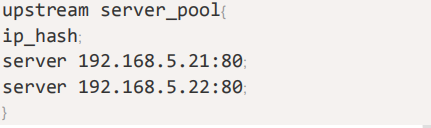 upstream server_pool{
ip_hash;
server 192.168.5.21:80;
server 192.168.5.22:80;
}